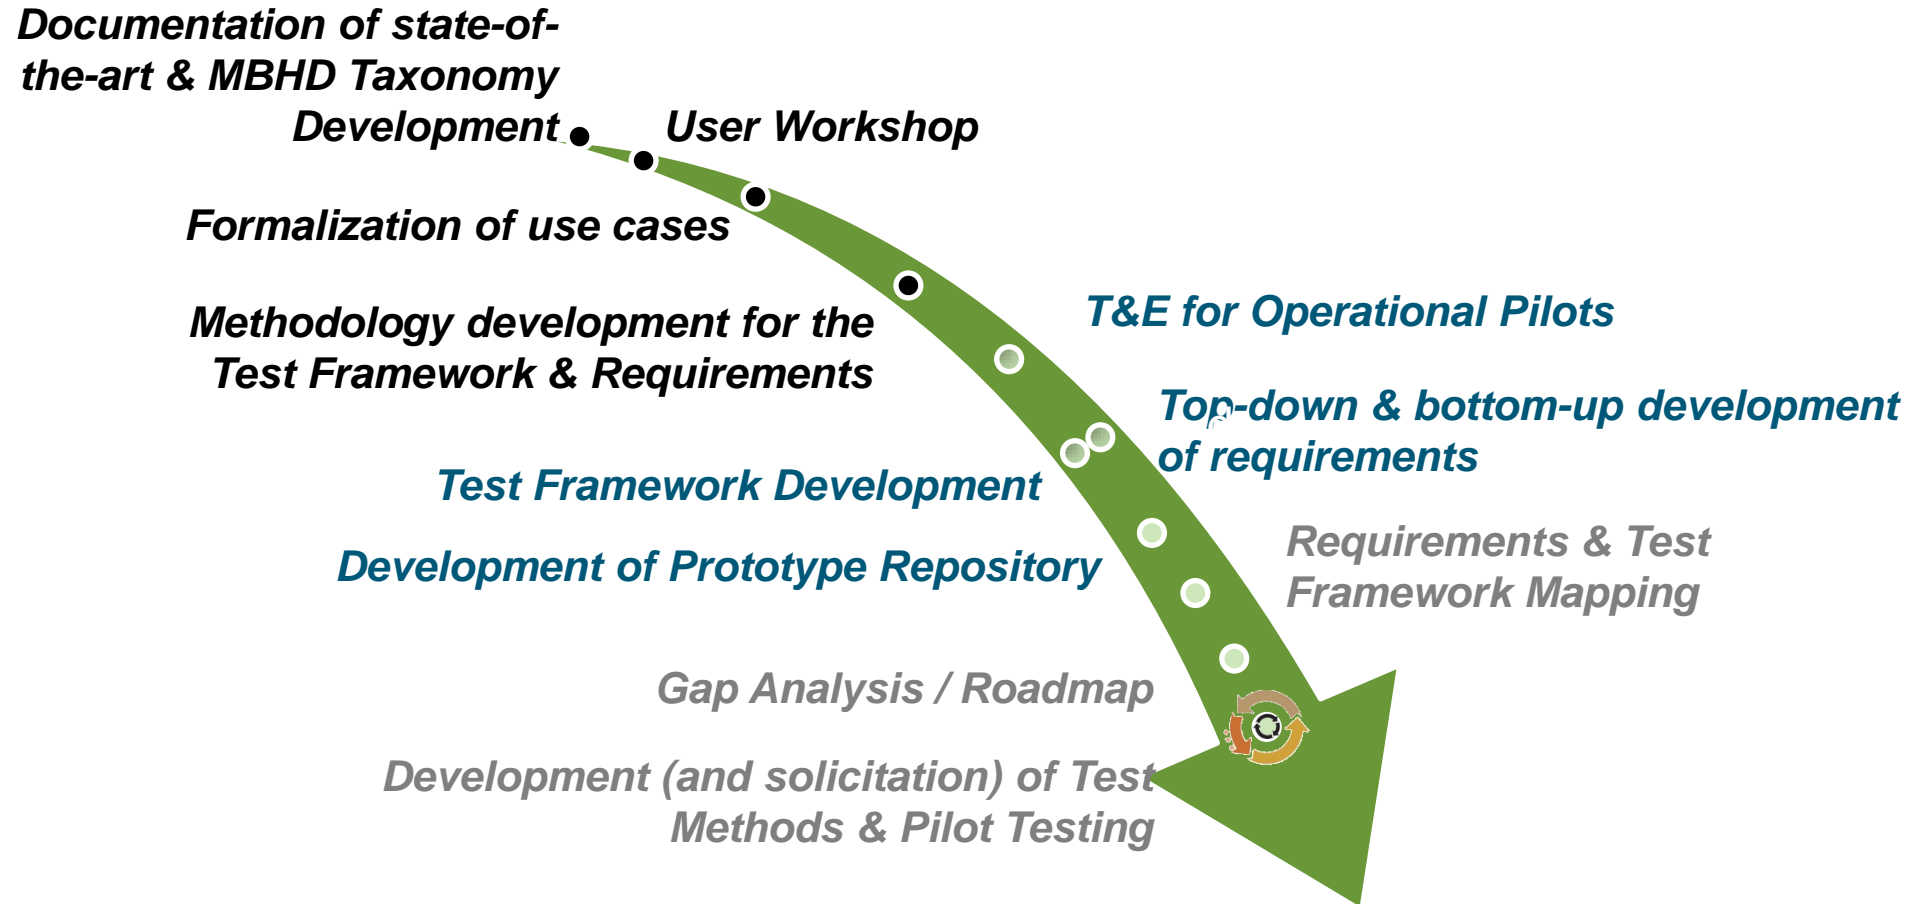 Documentation of state-of-
the-art & MBHD Taxonomy
Development
User Workshop
Formalization of use cases
Methodology development for the
Test Framework & Requirements
T&E for Operational Pilots
Top-down & bottom-up development
of requirements
Test Framework Development
Development of Prototype Repository
Requirements & Test
Framework Mapping
Gap Analysis / Roadmap
Development (and solicitation) of Test
Methods & Pilot Testing